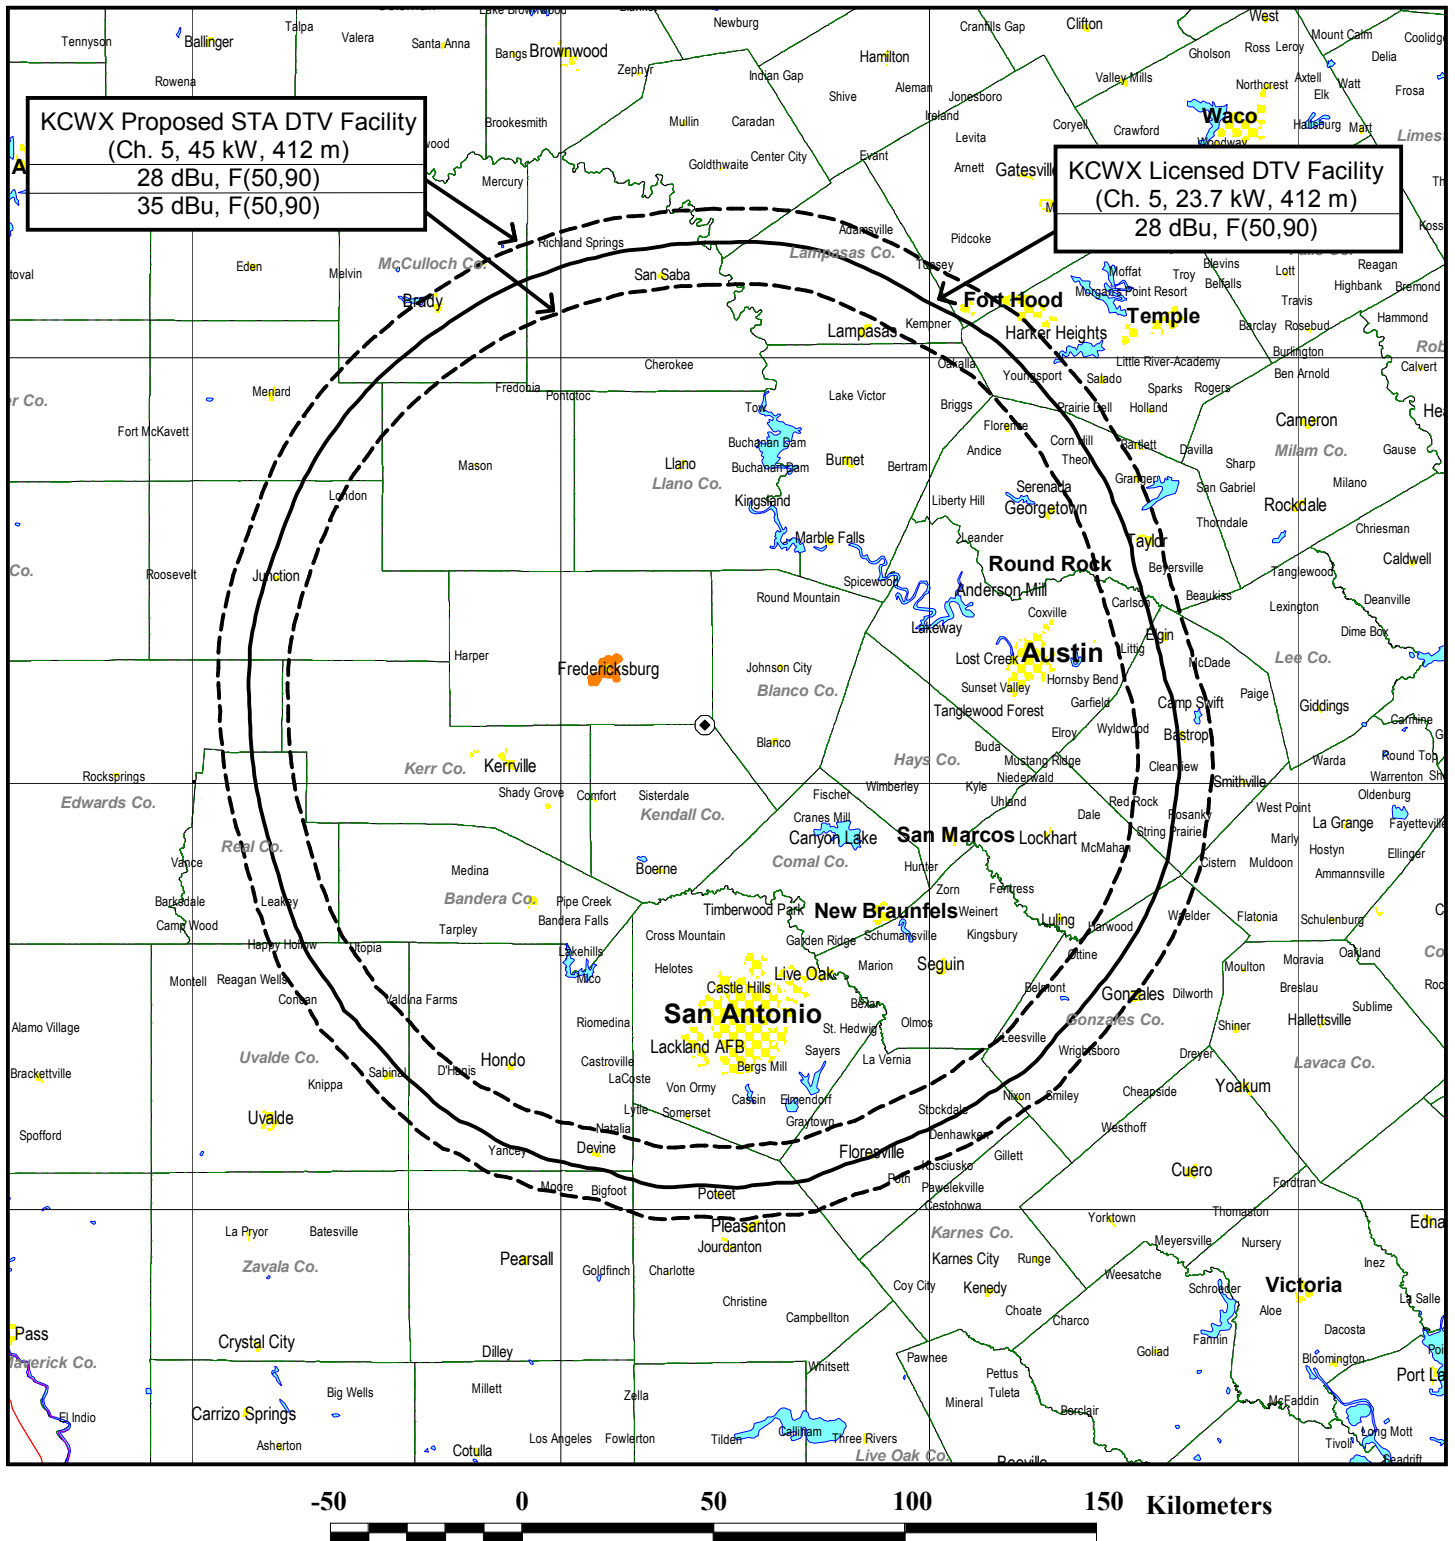 Tennyson
Ballinger
Talpa
Valera
Santa Anna
Bangs
Brownwood
Zephyr
Newburg
Indian Gap
Hamilton
Cranfills Gap
Clifton
West
Mount Calm
Gholson
Ross
Leroy
Delia
Rowena
Shive
Aleman
Jonesboro
Valley Mills
Northcrest
Axtell
Watt
Elk
Frosa
KCWX Proposed STA DTV Facility
(Ch. 5, 45 kW, 412 m)
28 dBu, F(50,90)
35 dBu, F(50,90)
Brookesmith
Mullin
Caradan
Ireland
Levita
Coryell
Crawford
Waco
Woodway
Hallsburg
Mart
Goldthwaite
Center City
Evant
Arnett
Gatesville
KCWX Licensed DTV Facility
(Ch. 5, 23.7 kW, 412 m)
28 dBu, F(50,90)
Mercury
Richland Springs
Adamsville
Pidcoke
McCulloch Co.
Lampasas Co.
Topsey
Eden
Melvin
San Saba
Moffat
Troy
Blevins
Belfalls
Lott
Reagan
Highbank
Bremond
Brady
Fort Hood
Morgan's Point Resort
Temple
Travis
Lampasas
Kempner
Harker Heights
Barclay
Rosebud
Hammond
Burlington
Cherokee
Oakalla
Youngsport
Little River-Academy
Salado
Sparks
Rogers
Ben Arnold
Calvert
Menard
Fredonia
Pontotoc
Tow
Lake Victor
Briggs
Prairie Dell
Holland
Cameron
Fort McKavett
Florence
Buchanan Dam
Andice
Corn Hill
Theon
Bartlett
Davilla
Milam Co.
Gause
Mason
Llano
Llano Co.
Buchanan Dam
Burnet
Bertram
Sharp
Granger
San Gabriel
Milano
London
Kingsland
Liberty Hill
Serenada
Georgetown
Rockdale
Thorndale
Chriesman
Marble Falls
Leander
Taylor
Caldwell
Round Rock
Beyersville
Tanglewood
Roosevelt
Junction
Spicewood
Anderson Mill
Round Mountain
Coxville
Carlson
Beaukiss
Lexington
Deanville
Lakeway
Elgin
Dime Box
Harper
Fredericksburg
Johnson City
Lost Creek
Austin
Littig
McDade
Lee Co.
Blanco Co.
Sunset Valley
Hornsby Bend
Garfield
Camp Swift
Paige
Giddings
Tanglewood Forest
Elroy
Wyldwood
Bastrop
Carmine
Blanco
Buda
Hays Co.
Mustang Ridge
Clearview
Warda
Round Top
Kerr Co.
Kerrville
Rocksprings
Edwards Co.
Niederwald
Smithville
Warrenton
Shady Grove
Comfort
Sisterdale
Fischer
Wimberley
Kyle
Uhland
Red Rock
Oldenburg
Kendall Co.
Cranes Mill
Canyon Lake
San Marcos
Lockhart
Dale
Rosanky
West Point
La Grange
Fayetteville
String Prairie
Marly
Real Co.
McMahan
Hostyn
Ellinger
Vance
Comal Co.
Hunter
Cistern
Muldoon
Ammannsville
Medina
Boerne
Bandera Co.
Zorn
Fentress
Barksdale
Leakey
Pipe Creek
Timberwood Park
New Braunfels
Weinert
Luling
Harwood
Waelder
Flatonia
Schulenburg
Camp Wood
Bandera Falls
Tarpley
Cross Mountain
Garden Ridge
Schumansville
Kingsbury
Happy Hollow
Utopia
Lakehills
Ottine
Oakland
Moravia
Montell
Reagan Wells
Mico
Helotes
Live Oak
Marion
Seguin
Moulton
Concan
Valdina Farms
Castle Hills
Belmont
Gonzales
Dilworth
Breslau
Bexar
Sublime
Alamo Village
Riomedina
San Antonio
St. Hedwig
Olmos
Gonzales Co.
Shiner
Hallettsville
Leesville
Uvalde Co.
Hondo
Castroville
Lackland AFB
Sayers
La Vernia
Wrightsboro
Dreyer
Lavaca Co.
Brackettville
Sabinal
D'Hanis
LaCoste
Bergs Mill
Knippa
Von Ormy
Cassin
Elmendorf
Nixon
Smiley
Cheapside
Yoakum
Uvalde
Lytle
Somerset
Graytown
Stockdale
Spofford
Natalia
Denhawken
Westhoff
Yancey
Devine
Floresville
Gillett
Kosciusko
Cuero
Moore
Bigfoot
Poteet
Poth
Pawelekville
Fordtran
Cestohowa
La Pryor
Batesville
Pleasanton
Jourdanton
Karnes Co.
Yorktown
Thomaston
Edna
Meyersville
Nursery
Zavala Co.
Pearsall
Goldfinch
Charlotte
Karnes City
Runge
Weesatche
Inez
Coy City
Kenedy
Schroeder
Victoria
La Salle
Christine
Choate
Aloe
Campbellton
Charco
Dacosta
Pass
Crystal City
Fannin
Dilley
Goliad
Bloomington
Maverick Co.
Whitsett
Pawnee
Pettus
Port La
Big Wells
Millett
Zella
Tuleta
Mineral
McFaddin
El Indio
Carrizo Springs
Berclair
Asherton
Los Angeles
Fowlerton
Tilden
Calliham
Three Rivers
Long Mott
Tivoli
Cotulla
Live Oak Co.
Beeville
Seadrift
-50 0 50 100 150 Kilometers